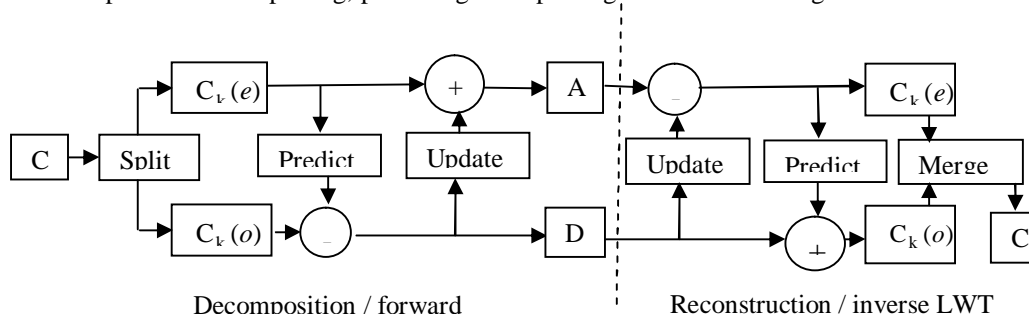 C_k(e) + A - C_k(e)
C Split Predict Update Update Predict Merge
C_k(o) - D + C_k(o) C
Decomposition / forward Reconstruction / inverse LWT